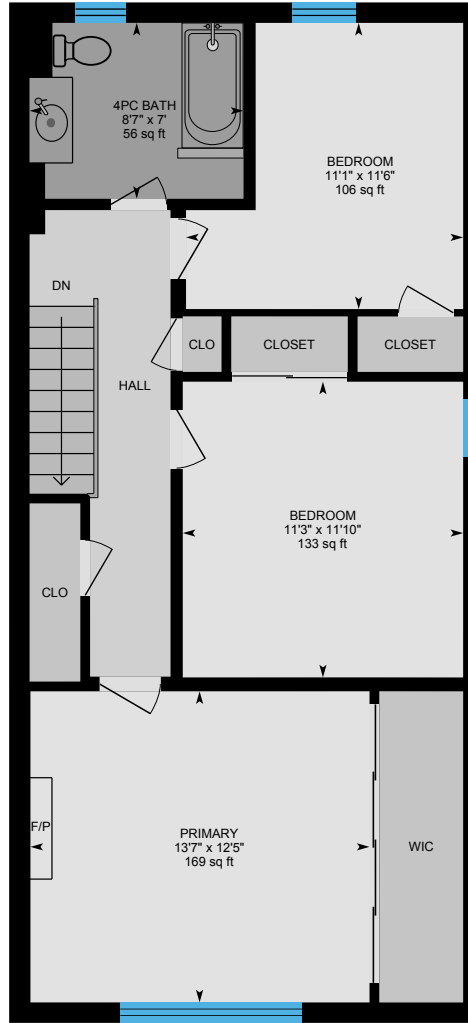 4PC BATH
8'7" x 7'
56 sq ft
BEDROOM
11'1" x 11'6"
106 sq ft
DN
CLO
CLOSET
CLOSET
HALL
BEDROOM
11'3" x 11'10"
133 sq ft
CLO
F/P
PRIMARY
13'7" x 12'5"
169 sq ft
WIC